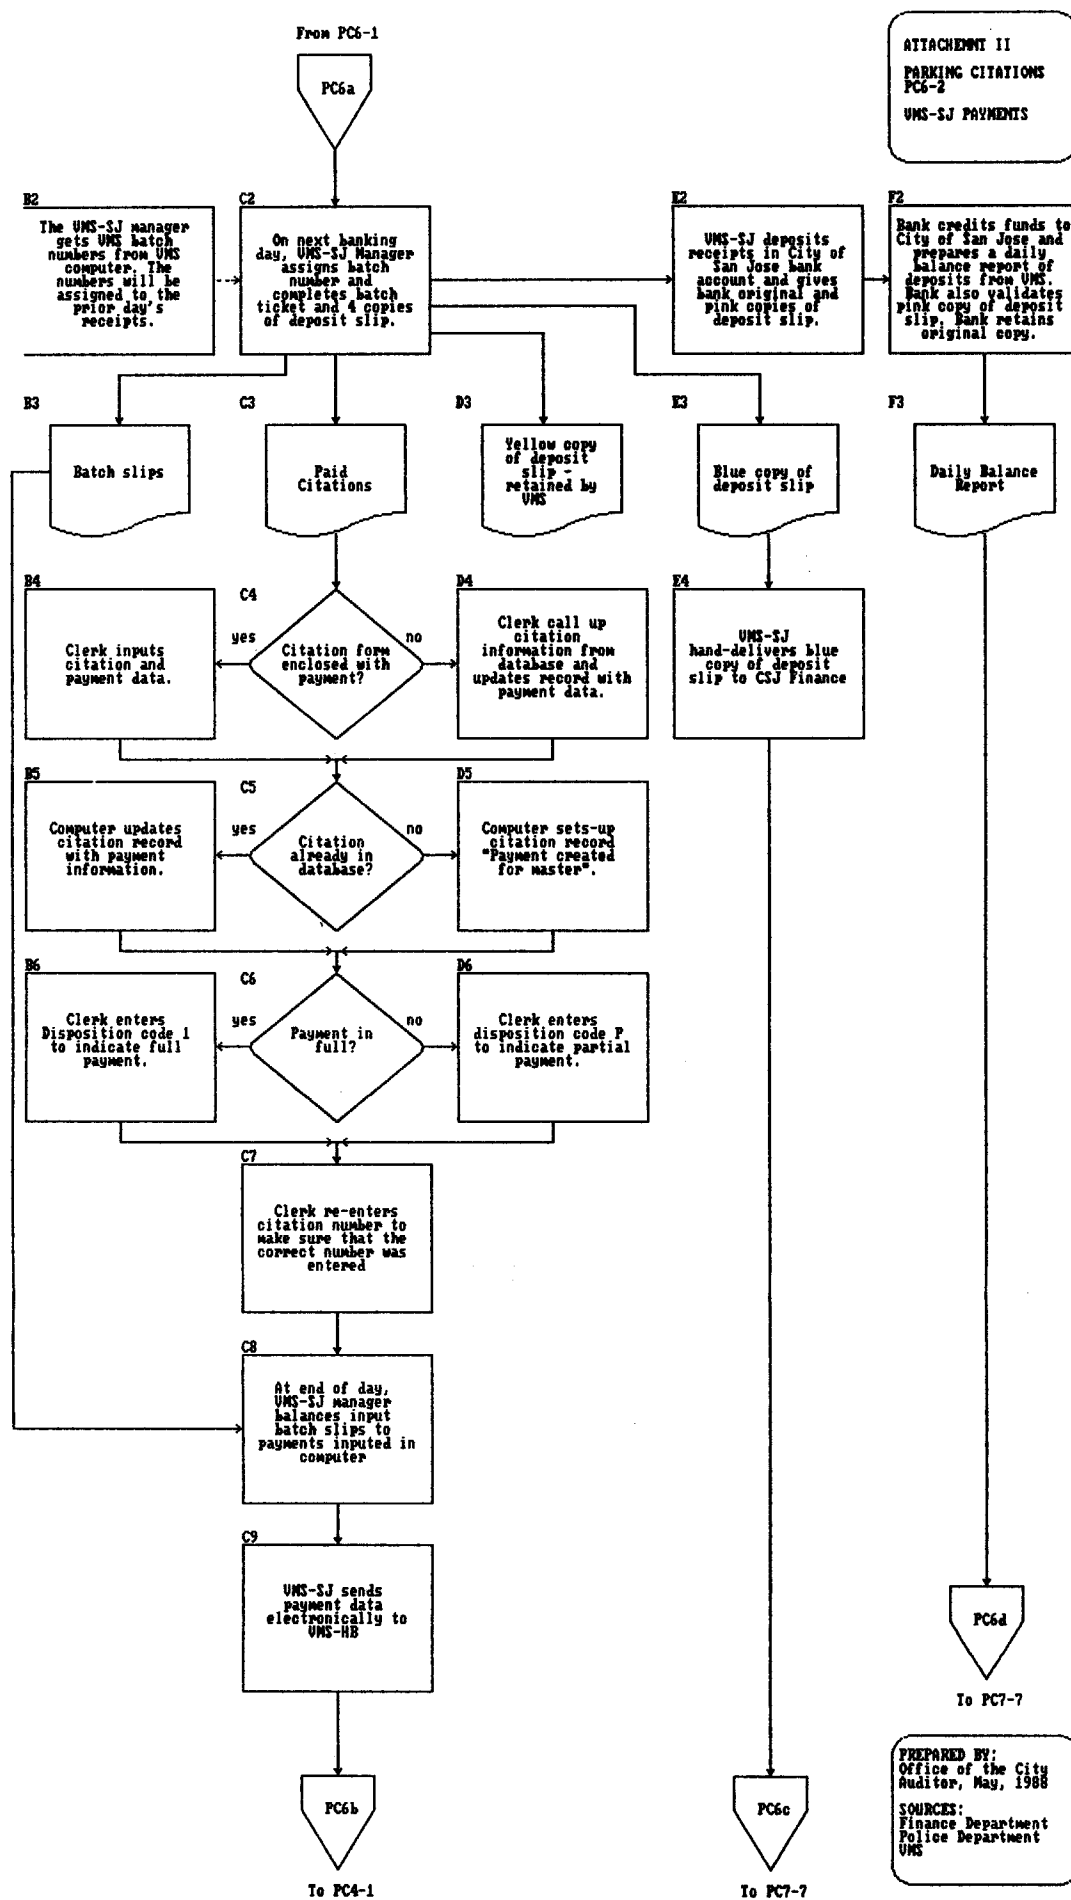 From PC6-1
PC6a
ATTACHEMNT II
PARKING CITATIONS
PC6-2
VMS-SJ PAYMENTS
B2
The VMS-SJ manager
gets VMS batch
numbers from VMS
computer. The
numbers will be
assigned to the
prior day's
receipts.
C2
On next banking
day, VMS-SJ Manager
assigns batch
number and
completes batch
ticket and 4 copies
of deposit slip.
E2
VMS-SJ deposits
receipts in City of
San Jose bank
account and gives
bank original and
pink copies of
deposit slip.
F2
Bank credits funds to
City of San Jose and
prepares a daily
balance report of
deposits from VMS.
Bank also validates
pink copy of deposit
slip. Bank retains
original copy.
B3
Batch slips
C3
Paid
Citations
D3
Yellow copy
of deposit
slip -
retained by
VMS
E3
Blue copy of
deposit slip
F3
Daily Balance
Report
B4
Clerk inputs
citation and
payment data.
C4
yes
Citation form
enclosed with
payment?
no
D4
Clerk call up
citation
information from
database and
updates record with
payment data.
E4
VMS-SJ
hand-delivers blue
copy of deposit
slip to CSJ Finance
B5
Computer updates
citation record
with payment
information.
C5
yes
Citation
already in
database?
no
D5
Computer sets-up
citation record
"Payment created
for master".
B6
Clerk enters
Disposition code 1
to indicate full
payment.
C6
yes
Payment in
full?
no
D6
Clerk enters
disposition code P
to indicate partial
payment.
C7
Clerk re-enters
citation number to
make sure that the
correct number was
entered
C8
At end of day,
VMS-SJ manager
balances input
batch slips to
payments inputed in
computer
C9
VMS-SJ sends
payment data
electronically to
VMS-HB
PC6d
To PC7-7
PC6b
To PC4-1
PC6c
To PC7-7
PREPARED BY:
Office of the City
Auditor, May, 1988
SOURCES:
Finance Department
Police Department
VMS